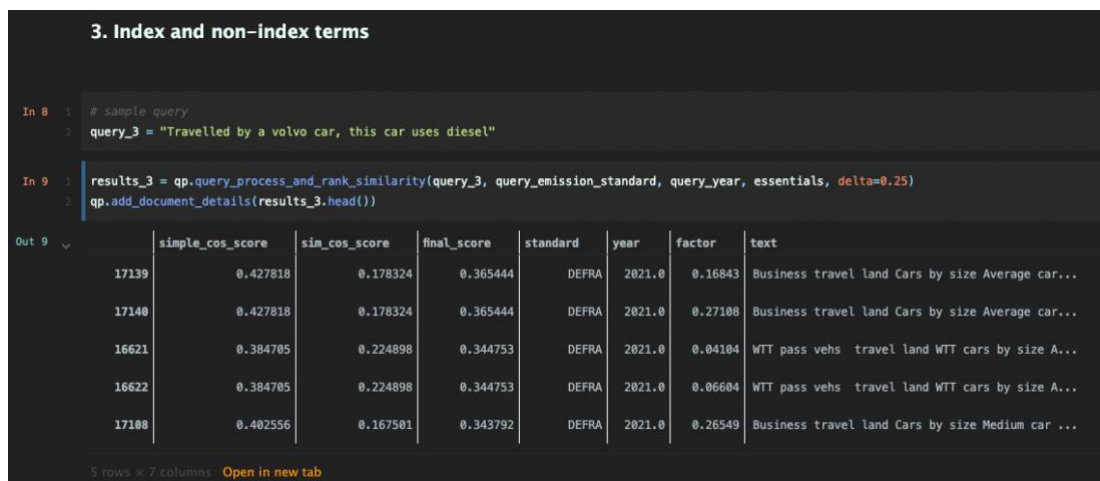 3. Index and non-index terms
In 8 1 # sample query
2 query_3 = "Travelled by a volvo car, this car uses diesel"
In 9 1 results_3 = qp.query_process_and_rank_similarity(query_3, query_emission_standard, query_year, essentials, delta=0.25)
2 qp.add_document_details(results_3.head())
Out 9 simple_cos_score sim_cos_score final_score standard year factor text
17139 0.427818 0.178324 0.365444 DEFRA 2021.0 0.16843 Business travel land Cars by size Average car...
17140 0.427818 0.178324 0.365444 DEFRA 2021.0 0.27108 Business travel land Cars by size Average car...
16621 0.384705 0.224898 0.344753 DEFRA 2021.0 0.04104 WTT pass vehs travel land WTT cars by size A...
16622 0.384705 0.224898 0.344753 DEFRA 2021.0 0.06604 WTT pass vehs travel land WTT cars by size A...
17108 0.402556 0.167501 0.343792 DEFRA 2021.0 0.26549 Business travel land Cars by size Medium car ...
5 rows × 7 columns Open in new tab